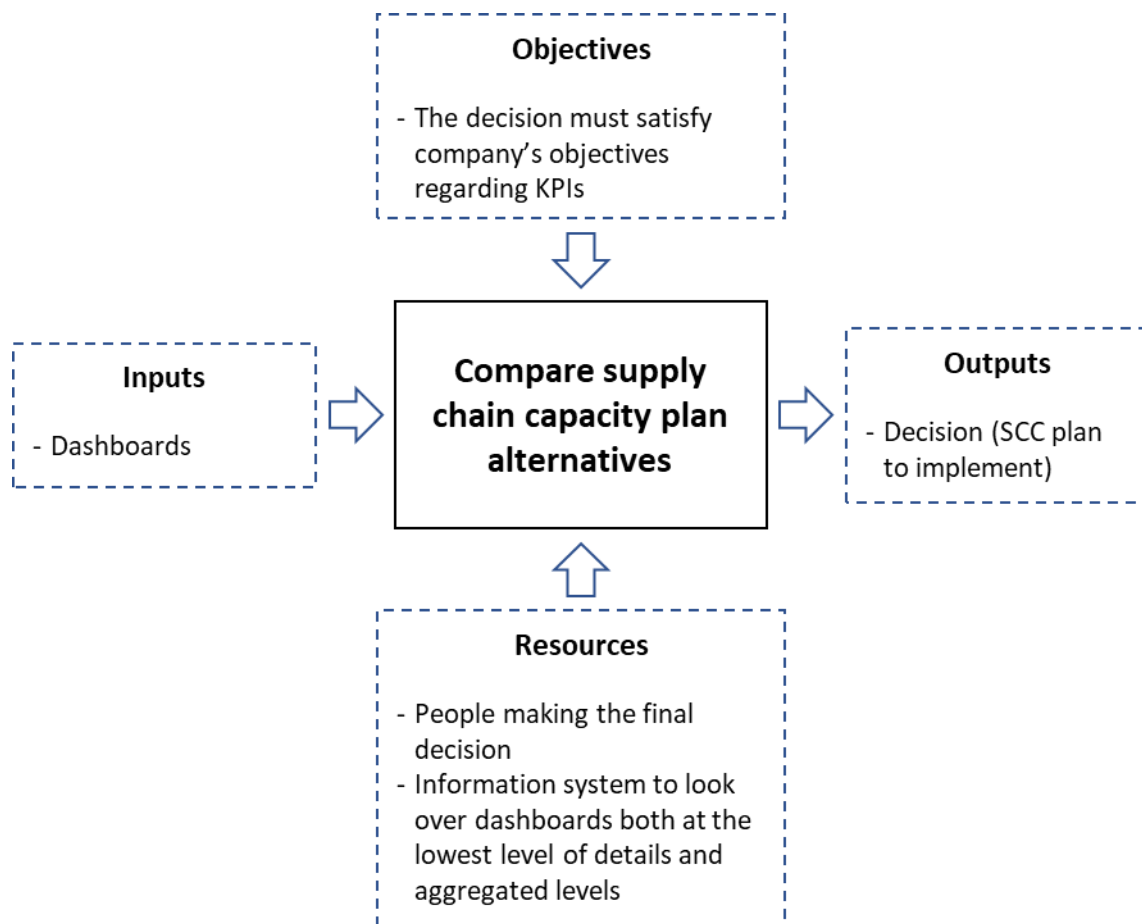 Objectives
- The decision must satisfy
company’s objectives
regarding KPIs
Inputs
- Dashboards
Compare supply
chain capacity plan
alternatives
Outputs
- Decision (SCC plan
to implement)
Resources
- People making the final
decision
- Information system to look
over dashboards both at the
lowest level of details and
aggregated levels